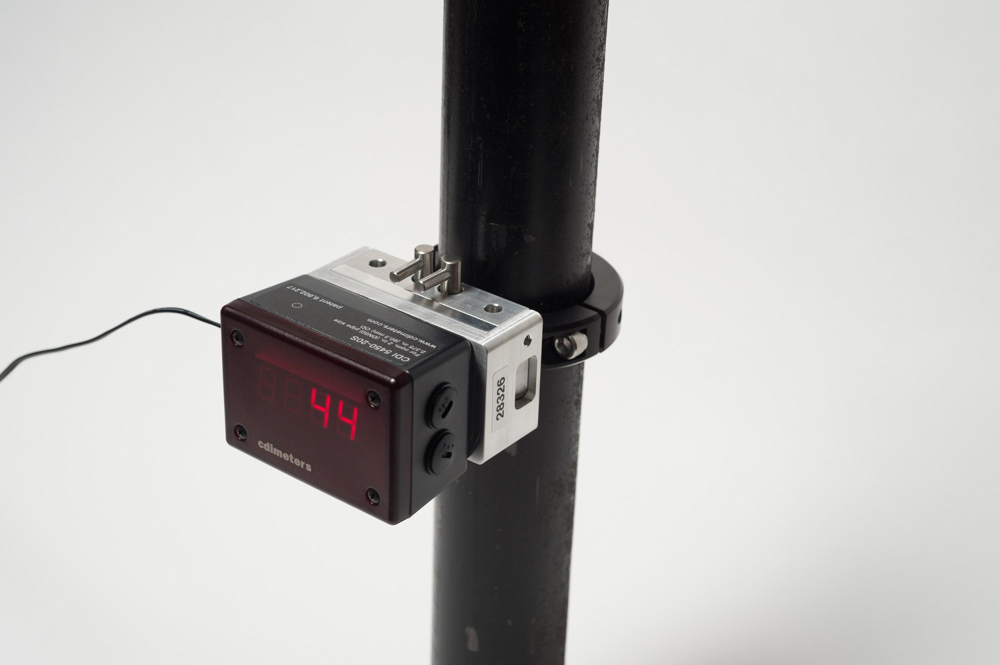 CDI 5450-20S
For nom. 2 in. (DN50) pipe size
2.375 in. (60.3 mm) OD
www.cdimeters.com
patent 6,802,217
44
cdimeters
28326